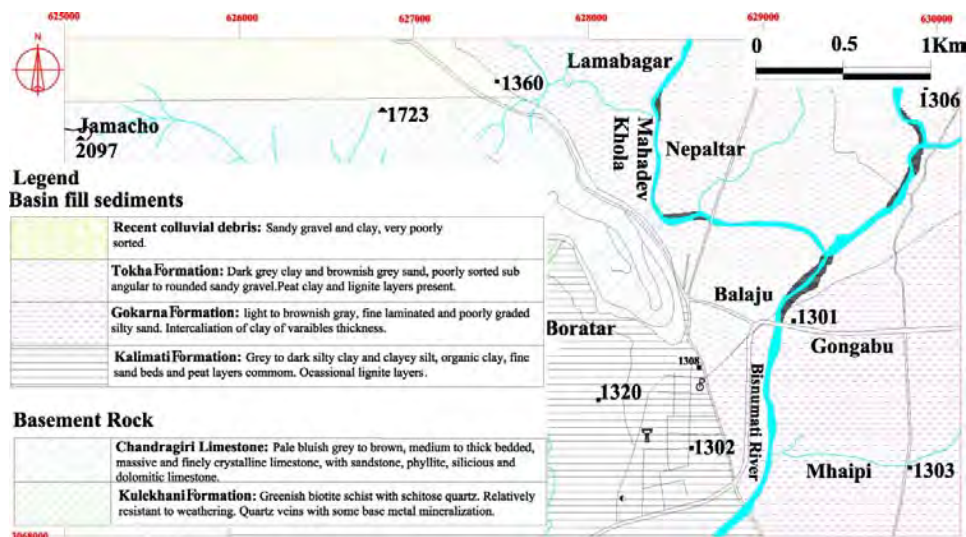 625000 626000 627000 628000 629000 630000
N
0 0.5 1Km
Lamabagar
1360
1306
1723
Jamacho
2097
Mahadev
Khola
Nepaltar
Legend
Basin fill sediments
Recent colluvial debris: Sandy gravel and clay, very poorly
sorted.
Tokha Formation: Dark grey clay and brownish grey sand, poorly sorted sub
angular to rounded sandy gravel.Peat clay and lignite layers present.
Gokarna Formation: light to brownish gray, fine laminated and poorly graded
silty sand. Intercaliation of clay of varaibles thickness.
Kalimati Formation: Grey to dark silty clay and clayey silt, organic clay, fine
sand beds and peat layers commom. Ocassional lignite layers.
Balaju
1301
Boratar
Gongabu
1308
1320
Bisnumati River
1302
Mhaipi
1303
Basement Rock
Chandragiri Limestone: Pale bluish grey to brown, medium to thick bedded,
massive and finely crystalline limestone, with sandstone, phyllite, silicious and
dolomitic limestone.
Kulekhani Formation: Greenish biotite schist with schitose quartz. Relatively
resistant to weathering. Quartz veins with some base metal mineralization.
3068000